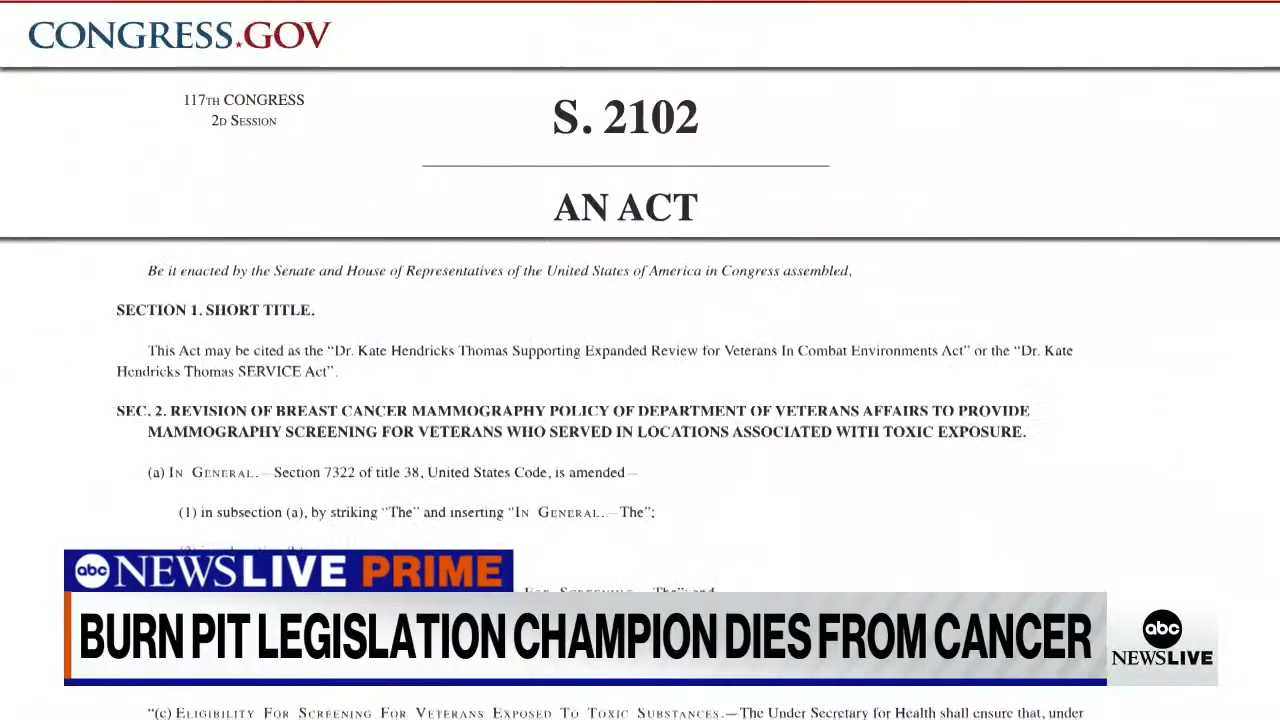 CONGRESS.GOV
117TH CONGRESS
2D SESSION
S. 2102
AN ACT
Be it enacted by the Senate and House of Representatives of the United States of America in Congress assembled,
SECTION 1. SHORT TITLE.
This Act may be cited as the “Dr. Kate Hendricks Thomas Supporting Expanded Review for Veterans In Combat Environments Act” or the “Dr. Kate
Hendricks Thomas SERVICE Act”.
SEC. 2. REVISION OF BREAST CANCER MAMMOGRAPHY POLICY OF DEPARTMENT OF VETERANS AFFAIRS TO PROVIDE
MAMMOGRAPHY SCREENING FOR VETERANS WHO SERVED IN LOCATIONS ASSOCIATED WITH TOXIC EXPOSURE.
(a) IN GENERAL.—Section 7322 of title 38, United States Code, is amended—
(1) in subsection (a), by striking “The” and inserting “IN GENERAL.—The”;
abc NEWS LIVE PRIME
BURN PIT LEGISLATION CHAMPION DIES FROM CANCER
abc
NEWS LIVE
“(c) ELIGIBILITY FOR SCREENING FOR VETERANS EXPOSED TO TOXIC SUBSTANCES.—The Under Secretary for Health shall ensure that, under